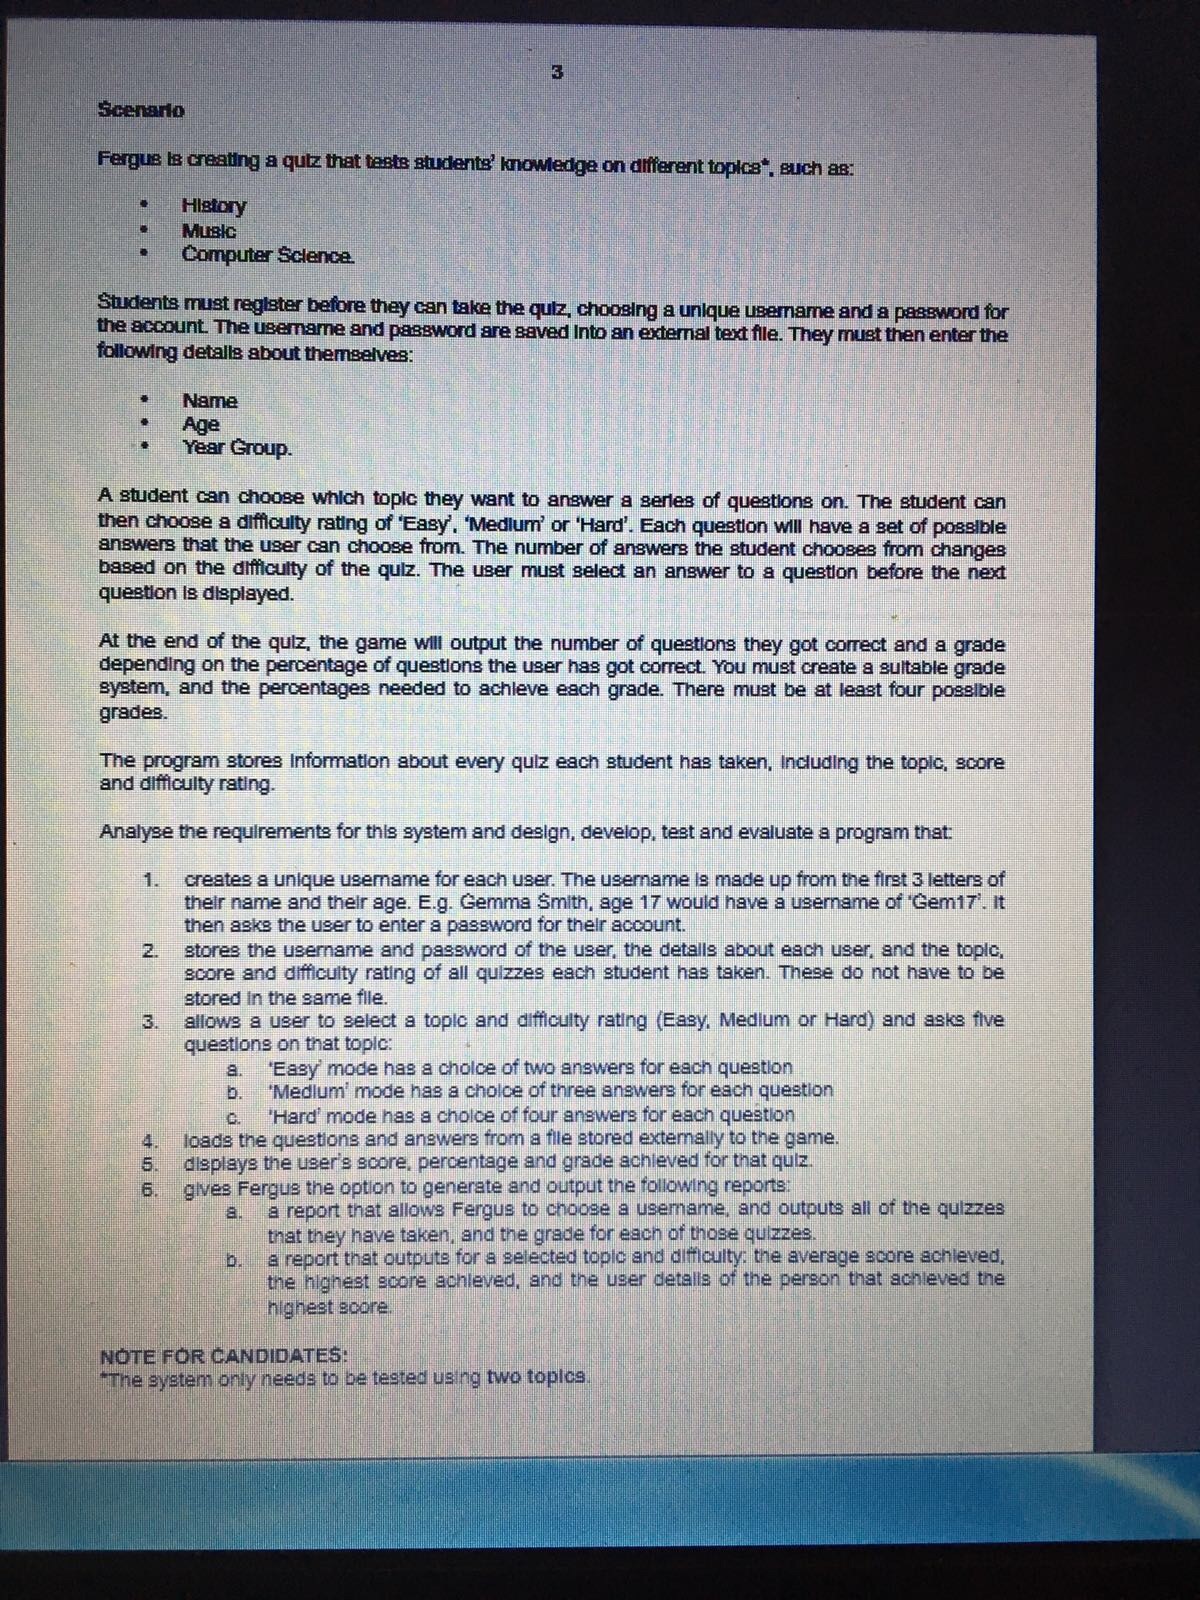 3
Scenario
Fergus is creating a quiz that tests students' knowledge on different topics*, such as:
• History
• Music
• Computer Science.
Students must register before they can take the quiz, choosing a unique username and a password for
the account. The username and password are saved into an external text file. They must then enter the
following details about themselves:
• Name
• Age
• Year Group.
A student can choose which topic they want to answer a series of questions on. The student can
then choose a difficulty rating of 'Easy', 'Medium' or 'Hard'. Each question will have a set of possible
answers that the user can choose from. The number of answers the student chooses from changes
based on the difficulty of the quiz. The user must select an answer to a question before the next
question is displayed.
At the end of the quiz, the game will output the number of questions they got correct and a grade
depending on the percentage of questions the user has got correct. You must create a suitable grade
system, and the percentages needed to achieve each grade. There must be at least four possible
grades.
The program stores information about every quiz each student has taken, including the topic, score
and difficulty rating.
Analyse the requirements for this system and design, develop, test and evaluate a program that:
1. creates a unique username for each user. The username is made up from the first 3 letters of
their name and their age. E.g. Gemma Smith, age 17 would have a username of 'Gem17'. It
then asks the user to enter a password for their account.
2. stores the username and password of the user, the details about each user, and the topic,
score and difficulty rating of all quizzes each student has taken. These do not have to be
stored in the same file.
3. allows a user to select a topic and difficulty rating (Easy, Medium or Hard) and asks five
questions on that topic:
a. 'Easy' mode has a choice of two answers for each question
b. 'Medium' mode has a choice of three answers for each question
c. 'Hard' mode has a choice of four answers for each question
4. loads the questions and answers from a file stored externally to the game.
5. displays the user's score, percentage and grade achieved for that quiz.
6. gives Fergus the option to generate and output the following reports:
a. a report that allows Fergus to choose a username, and outputs all of the quizzes
that they have taken, and the grade for each of those quizzes.
b. a report that outputs for a selected topic and difficulty: the average score achieved,
the highest score achieved, and the user details of the person that achieved the
highest score.
NOTE FOR CANDIDATES:
*The system only needs to be tested using two topics.